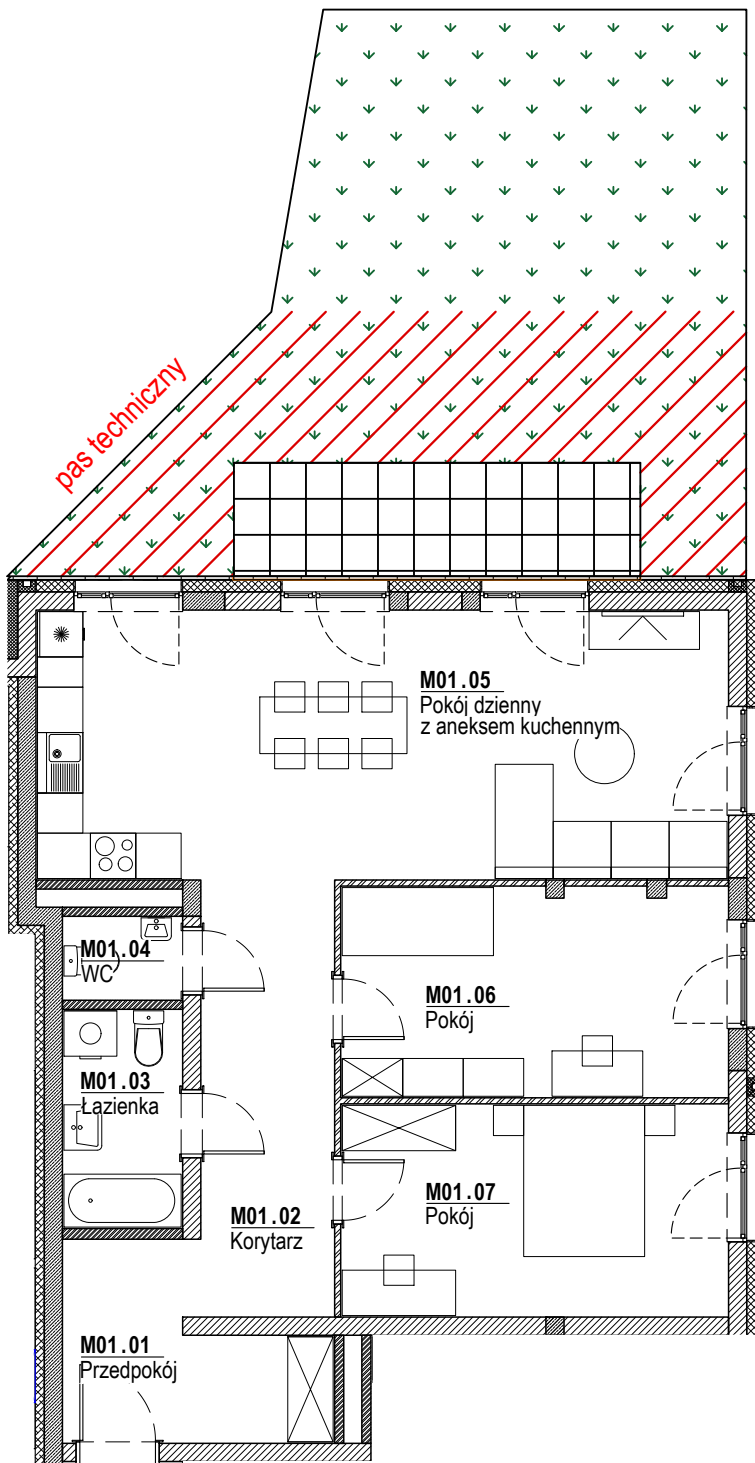 pas techniczny
M01.05
Pokój dzienny
z aneksem kuchennym
M01.04
WC
M01.06
Pokój
M01.03
Łazienka
M01.07
Pokój
M01.02
Korytarz
M01.01
Przedpokój